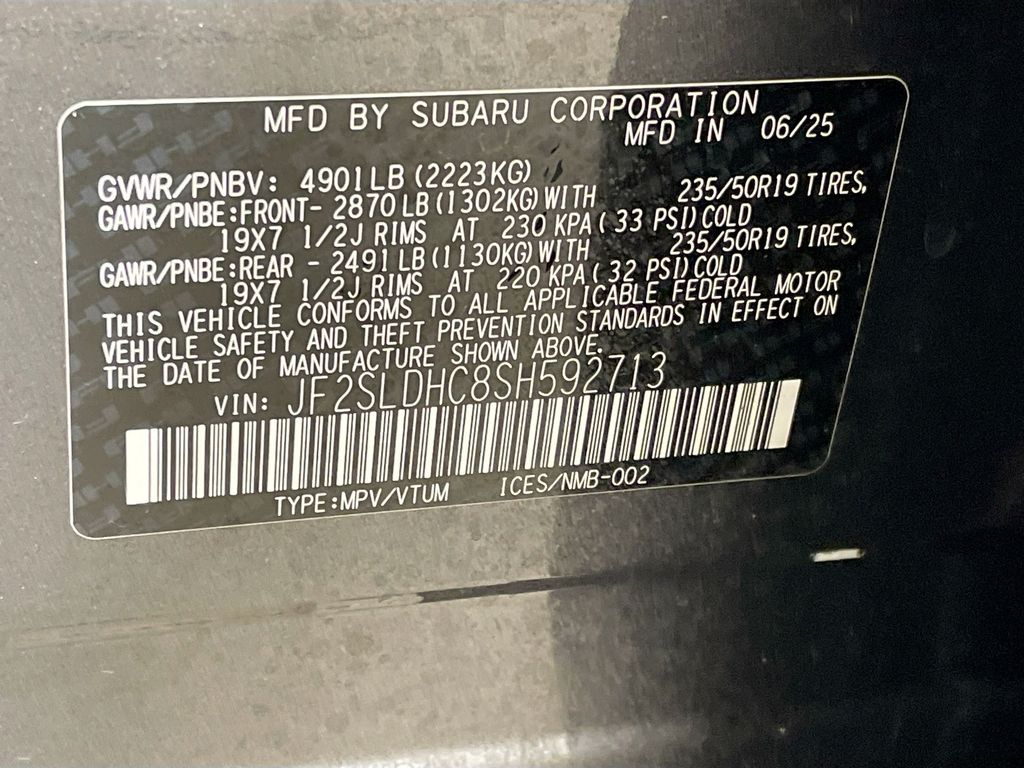 MFD BY SUBARU CORPORATION
MFD IN 06/25
GVWR/PNBV: 4901LB(2223KG)
GAWR/PNBE:FRONT- 2870LB(1302KG)WITH 235/50R19 TIRES,
19X7 1/2J RIMS AT 230 KPA( 33 PSI)COLD
GAWR/PNBE:REAR - 2491LB(1130KG)WITH 235/50R19 TIRES,
19X7 1/2J RIMS AT 220 KPA( 32 PSI)COLD
THIS VEHICLE CONFORMS TO ALL APPLICABLE FEDERAL MOTOR
VEHICLE SAFETY AND THEFT PREVENTION STANDARDS IN EFFECT ON
THE DATE OF MANUFACTURE SHOWN ABOVE.
VIN: JF2SLDHC8SH592713
TYPE:MPV/VTUM ICES/NMB-002